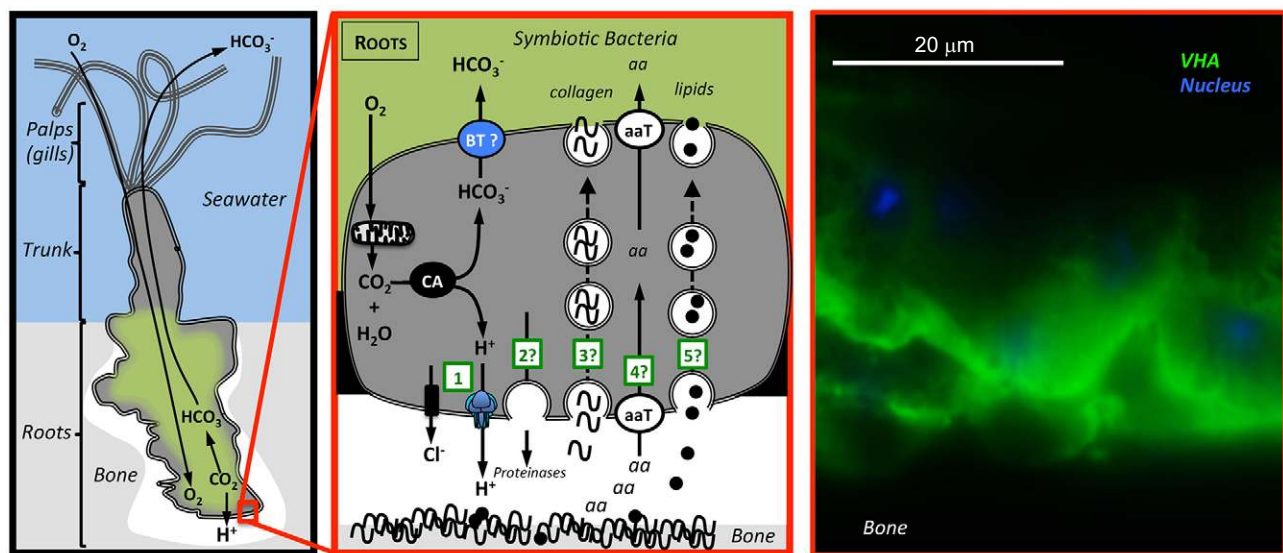 O2
HCO3-
Palps
(gills)
Seawater
Trunk
Roots
HCO3-
Bone
CO2
O2
H+
ROOTS
Symbiotic Bacteria
HCO3-
aa
collagen
lipids
O2
BT ?
aaT
HCO3-
aa
CO2
CA
+
H2O
H+
1
2?
3?
4?
5?
aaT
Cl-
Proteinases
aa
H+
aa
aa
Bone
20 μm
VHA
Nucleus
Bone